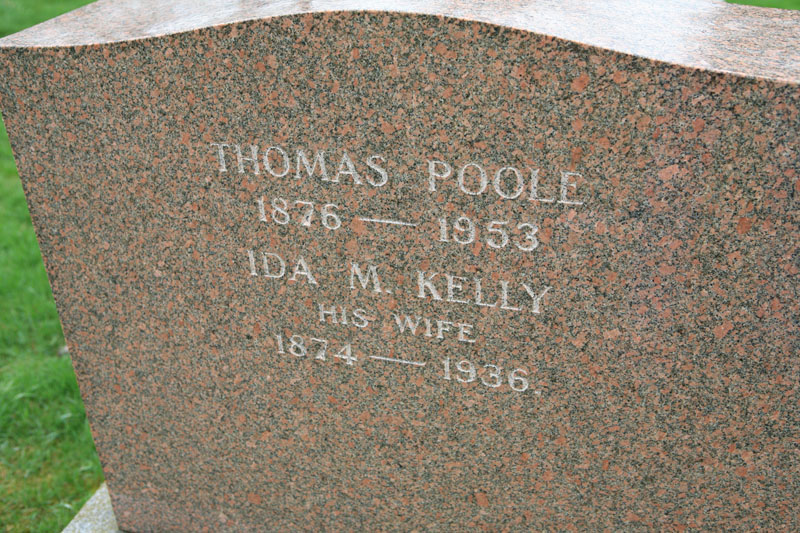 THOMAS POOLE
1876 — 1953
IDA M. KELLY
HIS WIFE
1874 — 1936.